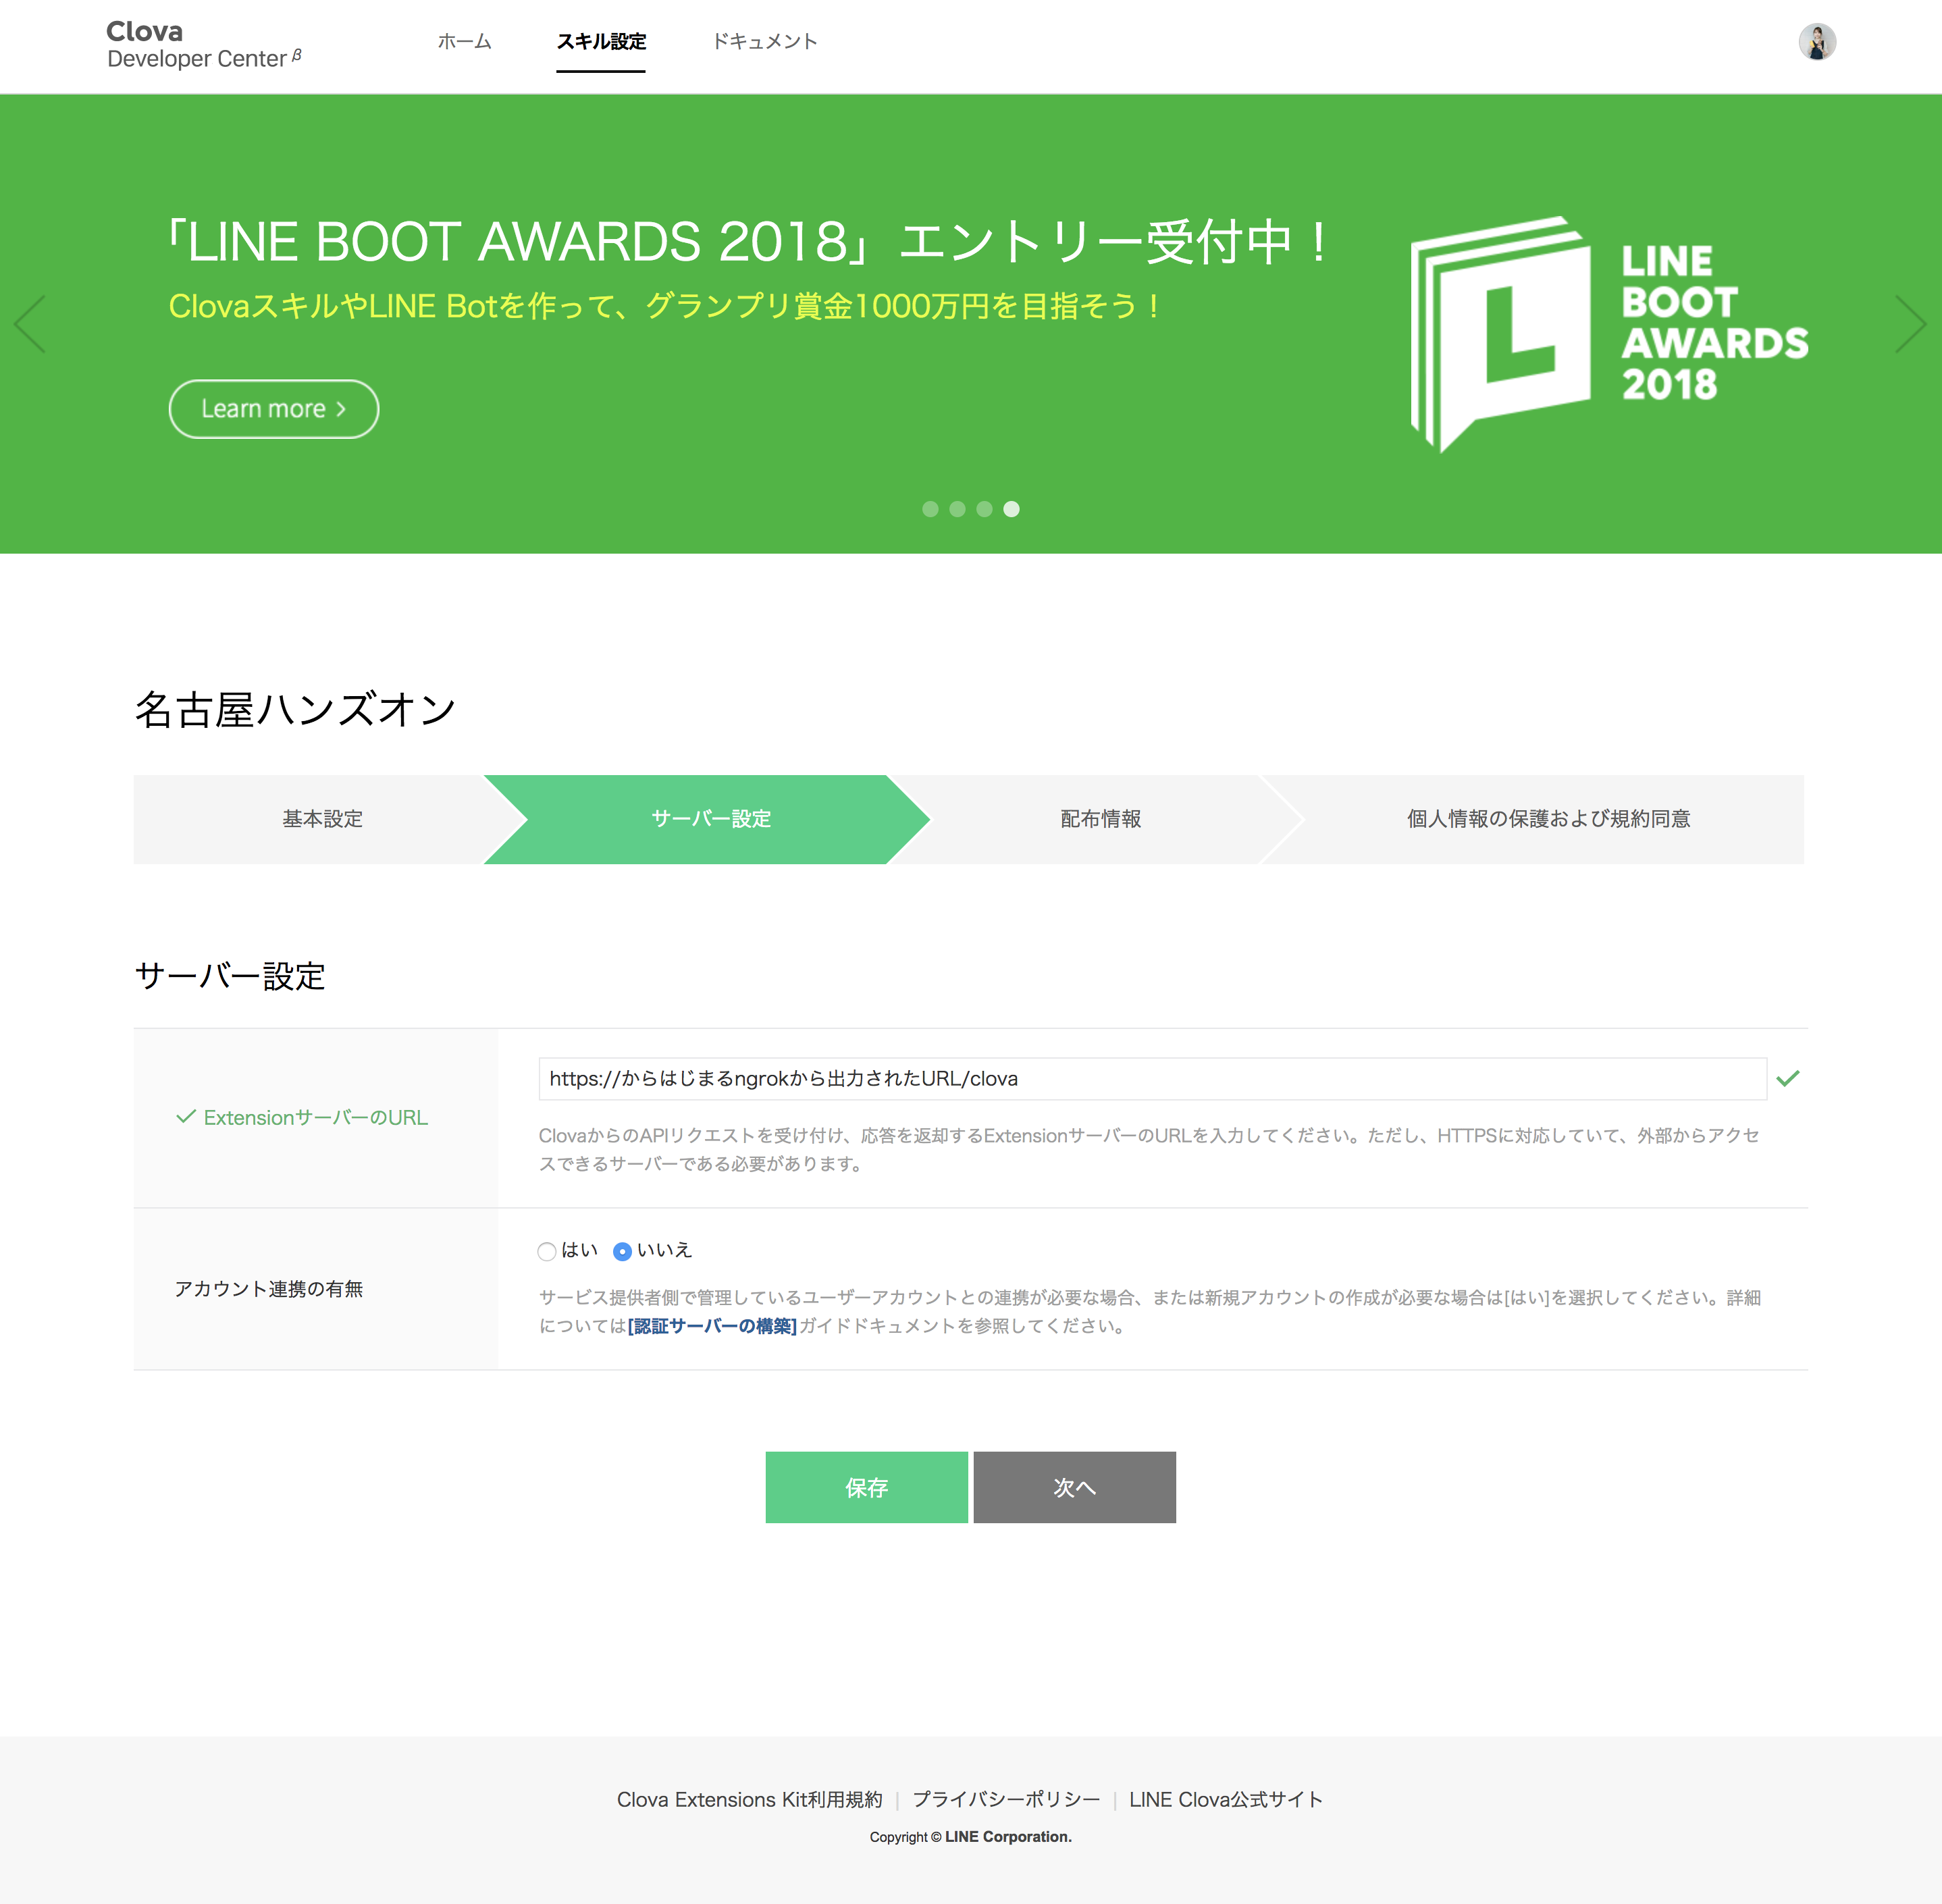 Clova
Developer Center β
ホーム
スキル設定
ドキュメント
「LINE BOOT AWARDS 2018」エントリー受付中！
ClovaスキルやLINE Botを作って、グランプリ賞金1000万円を目指そう！
Learn more >
LINE
BOOT
AWARDS
2018
名古屋ハンズオン
基本設定
サーバー設定
配布情報
個人情報の保護および規約同意
サーバー設定
ExtensionサーバーのURL
https://からはじまるngrokから出力されたURL/clova
ClovaからのAPIリクエストを受け付け、応答を返却するExtensionサーバーのURLを入力してください。ただし、HTTPSに対応していて、外部からアクセ
スできるサーバーである必要があります。
アカウント連携の有無
はい いいえ
サービス提供者側で管理しているユーザーアカウントとの連携が必要な場合、または新規アカウントの作成が必要な場合は[はい]を選択してください。詳細
については[認証サーバーの構築]ガイドドキュメントを参照してください。
保存
次へ
Clova Extensions Kit利用規約 | プライバシーポリシー | LINE Clova公式サイト
Copyright © LINE Corporation.